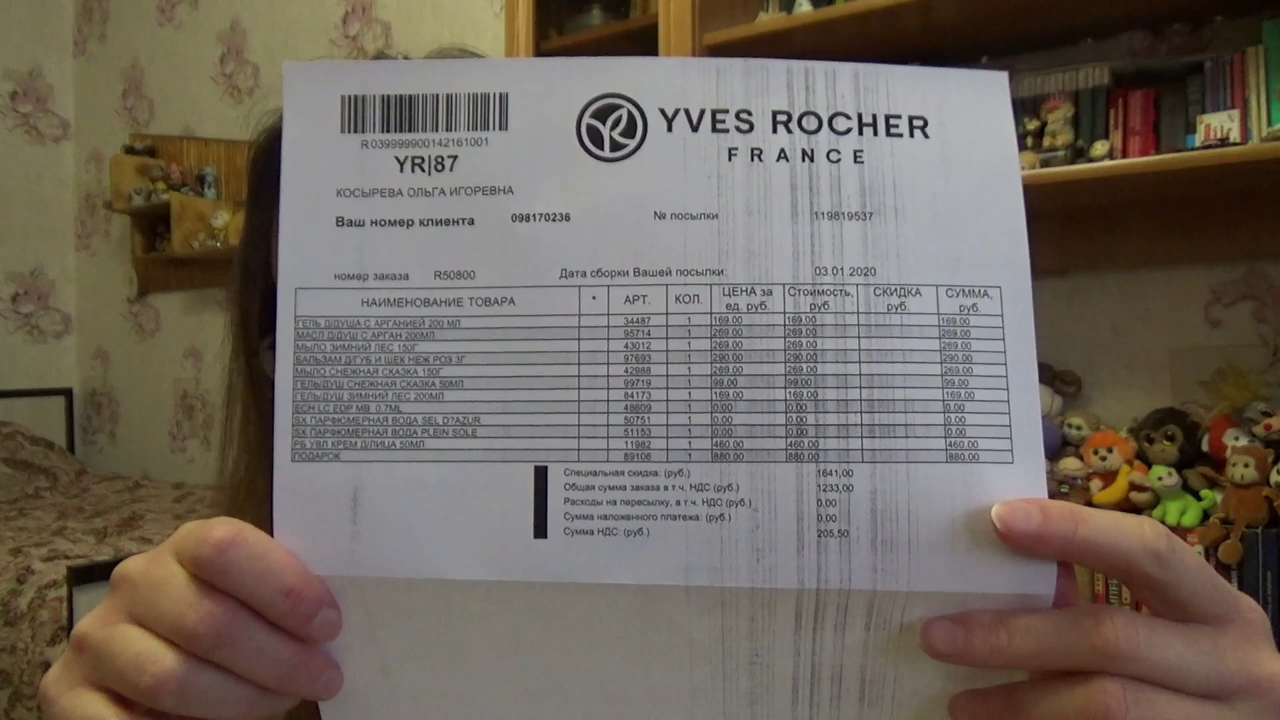 R039999900142161001
YR|87
YVES ROCHER
FRANCE
КОСЫРЕВА ОЛЬГА ИГОРЕВНА
Ваш номер клиента 098170236 № посылки 119819537
номер заказа R50800 Дата сборки Вашей посылки: 03.01.2020
НАИМЕНОВАНИЕ ТОВАРА * АРТ. КОЛ. ЦЕНА за ед. руб. Стоимость, руб. СКИДКА руб. СУММА, руб.
ГЕЛЬ Д/ДУША С АРГАНИЕЙ 200 МЛ 34487 1 169.00 169.00 169.00
МАСЛ Д/ДУШ С АРГАН 200МЛ 95714 1 269.00 269.00 269.00
МЫЛО ЗИМНИЙ ЛЕС 150Г 43012 1 269.00 269.00 269.00
БАЛЬЗАМ Д/ГУБ И ЩЕК НЕЖ РОЗ 3Г 97693 1 290.00 290.00 290.00
МЫЛО СНЕЖНАЯ СКАЗКА 150Г 42988 1 269.00 269.00 269.00
ГЕЛЬ/ДУШ СНЕЖНАЯ СКАЗКА 50МЛ 99719 1 99.00 99.00 99.00
ГЕЛЬ/ДУШ ЗИМНИЙ ЛЕС 200МЛ 84173 1 169.00 169.00 169.00
ECH LC EDP MB 0.7ML 48609 1 0.00 0.00 0.00
SX ПАРФЮМЕРНАЯ ВОДА SEL D?AZUR 50751 1 0.00 0.00 0.00
SX ПАРФЮМЕРНАЯ ВОДА PLEIN SOLE 51153 1 0.00 0.00 0.00
РБ УВЛ КРЕМ Д/ЛИЦА 50МЛ 11982 1 460.00 460.00 460.00
ПОДАРОК 89106 1 880.00 880.00 880.00
Специальная скидка: (руб.) 1641,00
Общая сумма заказа в т.ч. НДС (руб.) 1233,00
Расходы на пересылку, в т.ч. НДС (руб.) 0,00
Сумма наложенного платежа: (руб.) 0,00
Сумма НДС: (руб.) 205,50